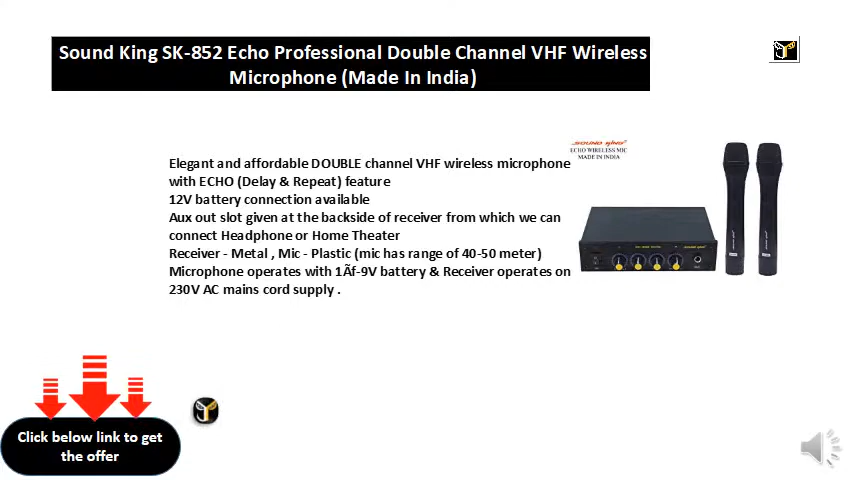 Sound King SK-852 Echo Professional Double Channel VHF Wireless
Microphone (Made In India)
SOUND KING
ECHO WIRELESS MIC
MADE IN INDIA
Elegant and affordable DOUBLE channel VHF wireless microphone
with ECHO (Delay & Repeat) feature
12V battery connection available
Aux out slot given at the backside of receiver from which we can
connect Headphone or Home Theater
Receiver - Metal , Mic - Plastic (mic has range of 40-50 meter)
Microphone operates with 1Ãf-9V battery & Receiver operates on
230V AC mains cord supply .
Click below link to get
the offer